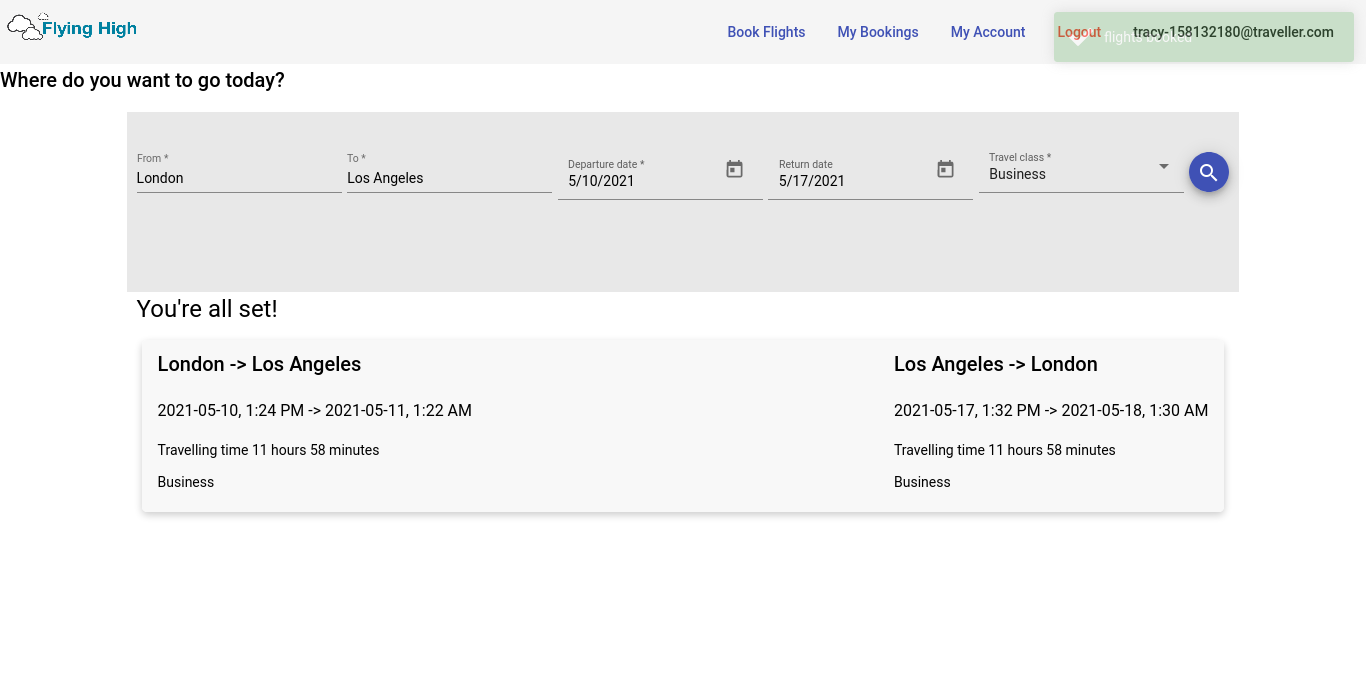 Flying High
Book Flights
My Bookings
My Account
Logout
tracy-158132180@traveller.com
flights booked
Where do you want to go today?
From *
London
To *
Los Angeles
Departure date *
5/10/2021
Return date
5/17/2021
Travel class *
Business
You're all set!
London -> Los Angeles
2021-05-10, 1:24 PM -> 2021-05-11, 1:22 AM
Travelling time 11 hours 58 minutes
Business
Los Angeles -> London
2021-05-17, 1:32 PM -> 2021-05-18, 1:30 AM
Travelling time 11 hours 58 minutes
Business